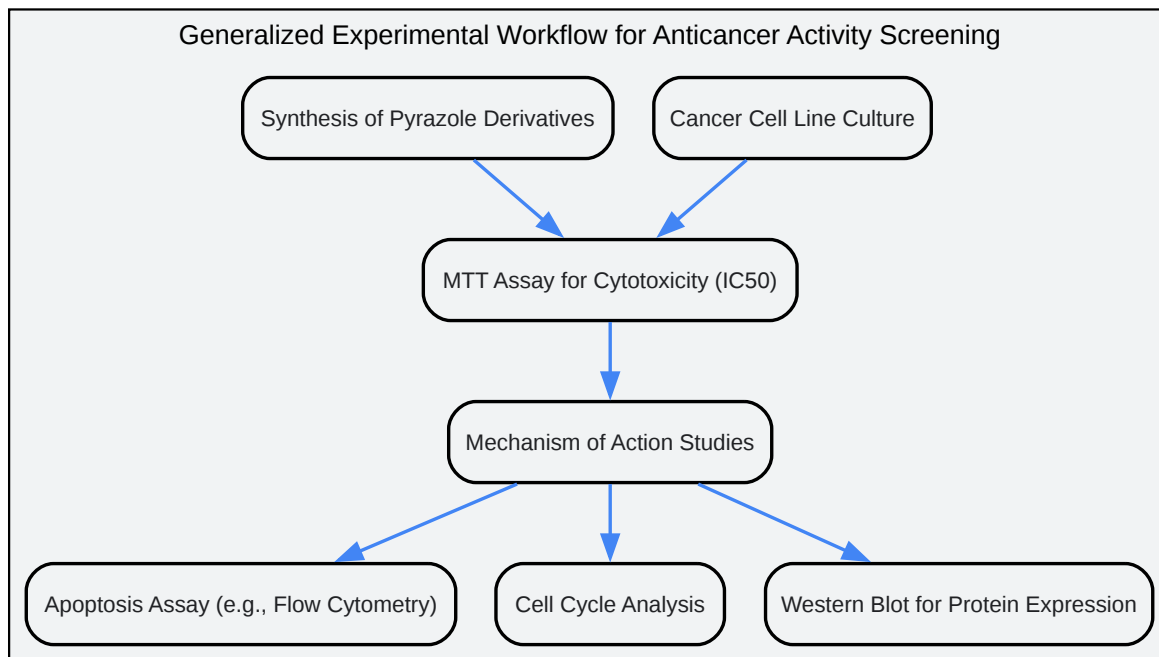 Generalized Experimental Workflow for Anticancer Activity Screening
Synthesis of Pyrazole Derivatives
Cancer Cell Line Culture
MTT Assay for Cytotoxicity (IC50)
Mechanism of Action Studies
Apoptosis Assay (e.g., Flow Cytometry)
Cell Cycle Analysis
Western Blot for Protein Expression